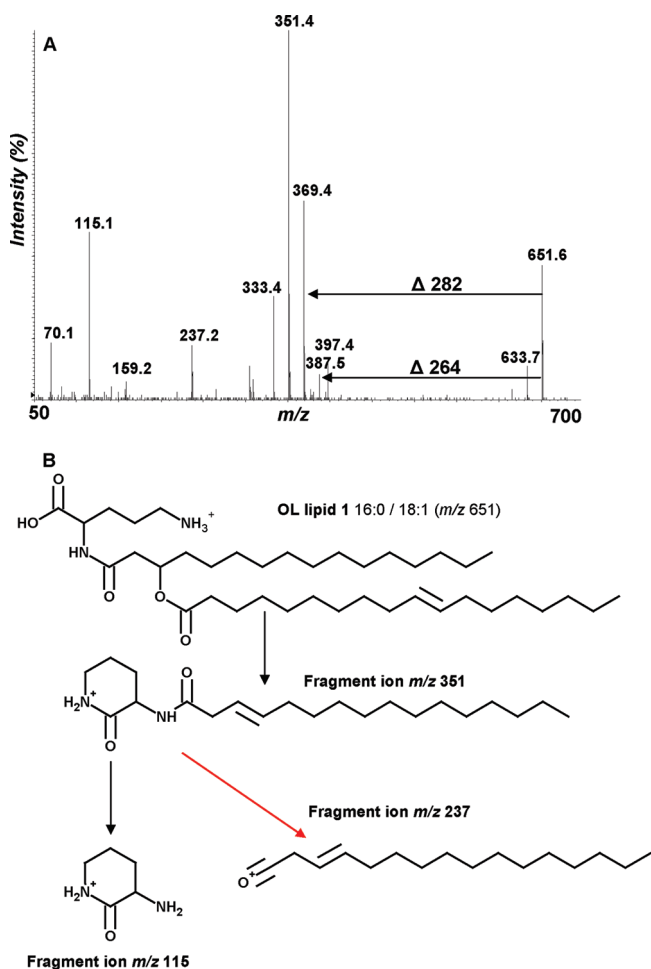 A
Intensity (%)
351.4
369.4
115.1
651.6
Δ 282
333.4
70.1
237.2
397.4
633.7
387.5
Δ 264
159.2
50
m/z
700
B
O
HO
NH3+
OL lipid 1 16:0 / 18:1 (m/z 651)
HN
O
O
O
Fragment ion m/z 351
O
H2N+
NH
O
Fragment ion m/z 237
O+
H2N+
NH2
O
Fragment ion m/z 115